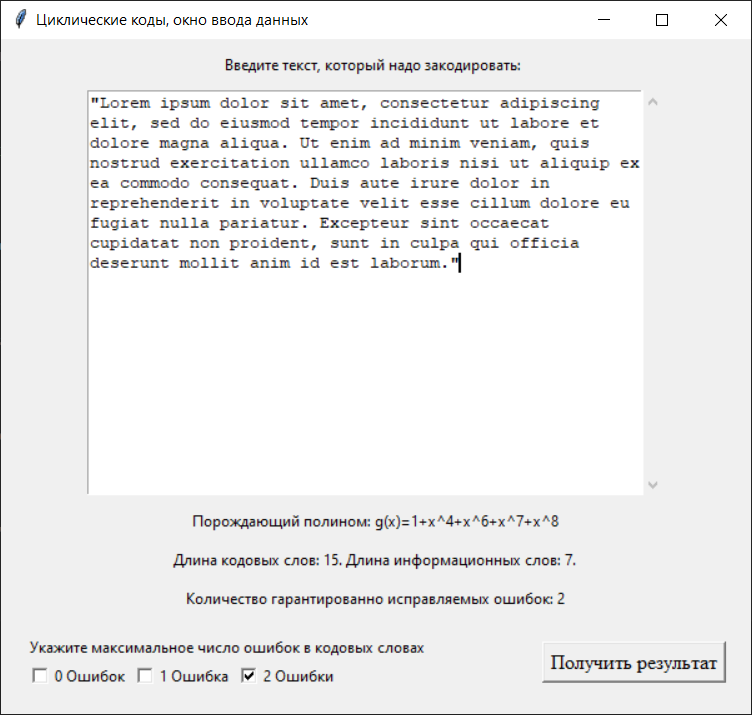 Циклические коды, окно ввода данных
Введите текст, который надо закодировать:
"Lorem ipsum dolor sit amet, consectetur adipiscing
elit, sed do eiusmod tempor incididunt ut labore et
dolore magna aliqua. Ut enim ad minim veniam, quis
nostrud exercitation ullamco laboris nisi ut aliquip ex
ea commodo consequat. Duis aute irure dolor in
reprehenderit in voluptate velit esse cillum dolore eu
fugiat nulla pariatur. Excepteur sint occaecat
cupidatat non proident, sunt in culpa qui officia
deserunt mollit anim id est laborum."
Порождающий полином: g(x)=1+x^4+x^6+x^7+x^8
Длина кодовых слов: 15. Длина информационных слов: 7.
Количество гарантированно исправляемых ошибок: 2
Укажите максимальное число ошибок в кодовых словах
0 Ошибок 1 Ошибка 2 Ошибки
Получить результат